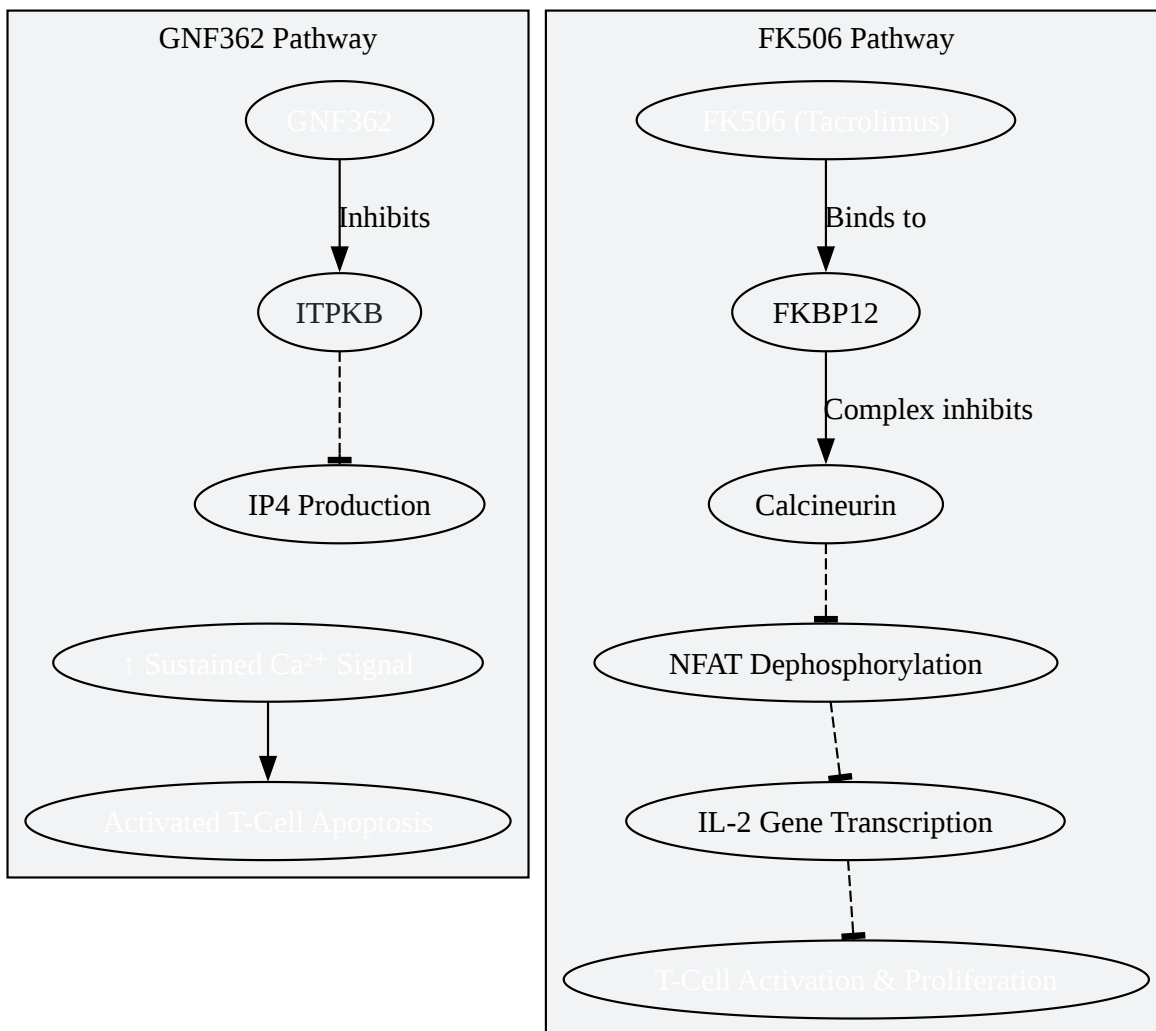 GNF362 Pathway
GNF362
Inhibits
ITPKB
IP4 Production
↑ Sustained Ca²⁺ Signal
Activated T-Cell Apoptosis
FK506 Pathway
FK506 (Tacrolimus)
Binds to
FKBP12
Complex inhibits
Calcineurin
NFAT Dephosphorylation
IL-2 Gene Transcription
T-Cell Activation & Proliferation